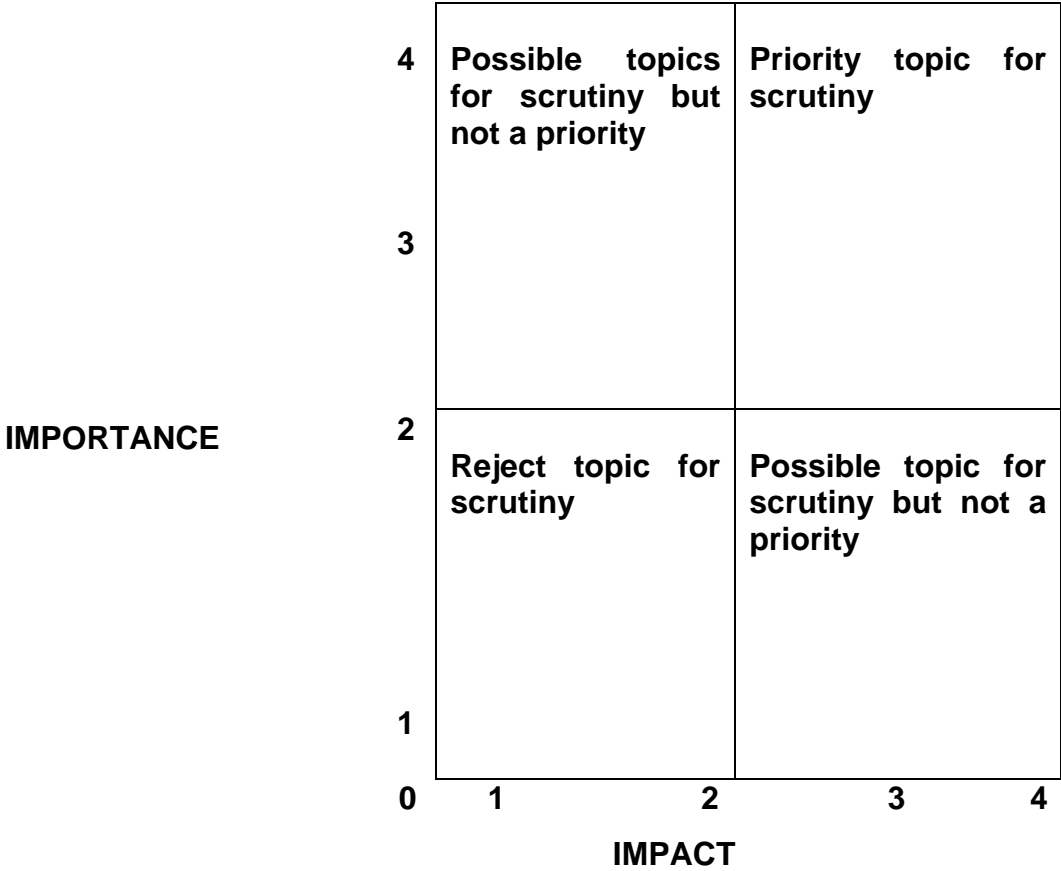 4
Possible topics
for scrutiny but
not a priority
Priority topic for
scrutiny
3
IMPORTANCE
2
Reject topic for
scrutiny
Possible topic for
scrutiny but not a
priority
1
0 1 2 3 4
IMPACT